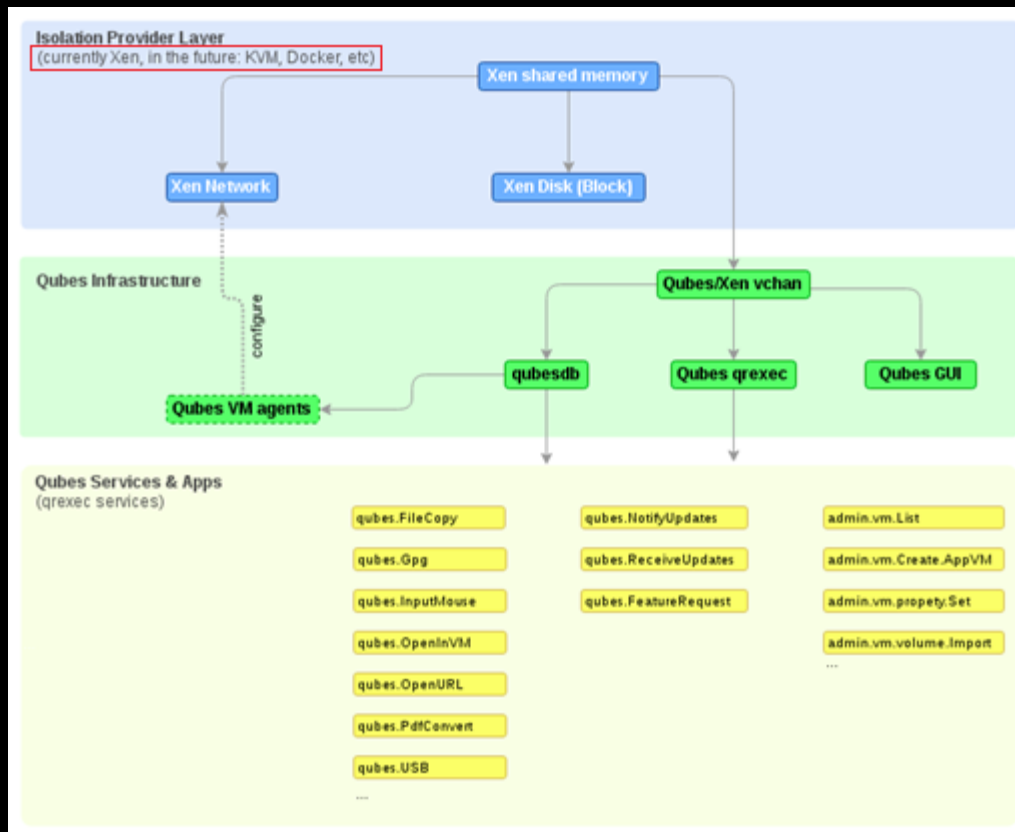 Isolation Provider Layer
(currently Xen, in the future: KVM, Docker, etc)
Xen shared memory
Xen Network
Xen Disk (Block)
Qubes Infrastructure
Qubes/Xen vchan
configure
qubesdb
Qubes qrexec
Qubes GUI
Qubes VM agents
Qubes Services & Apps
(qrexec services)
qubes.FileCopy
qubes.Gpg
qubes.InputMouse
qubes.OpenInVM
qubes.OpenURL
qubes.PdfConvert
qubes.USB
...
qubes.NotifyUpdates
qubes.ReceiveUpdates
qubes.FeatureRequest
admin.vm.List
admin.vm.Create.AppVM
admin.vm.propety.Set
admin.vm.volume.Import
...